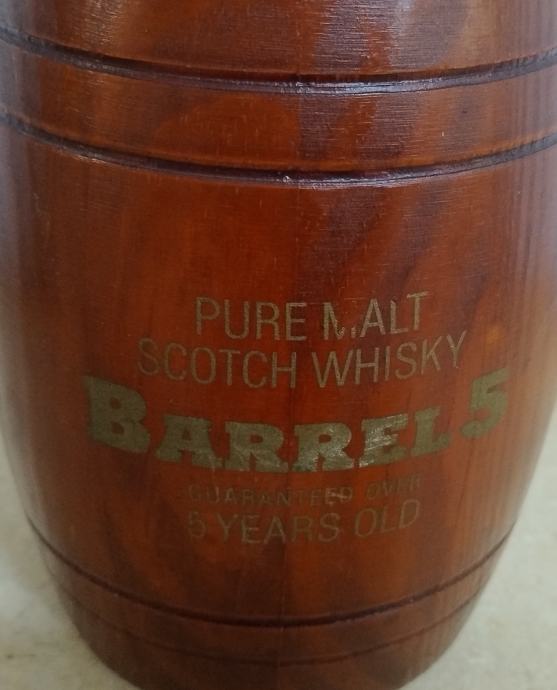 PURE MALT
SCOTCH WHISKY
BARREL 5
GUARANTEED OVER
5 YEARS OLD